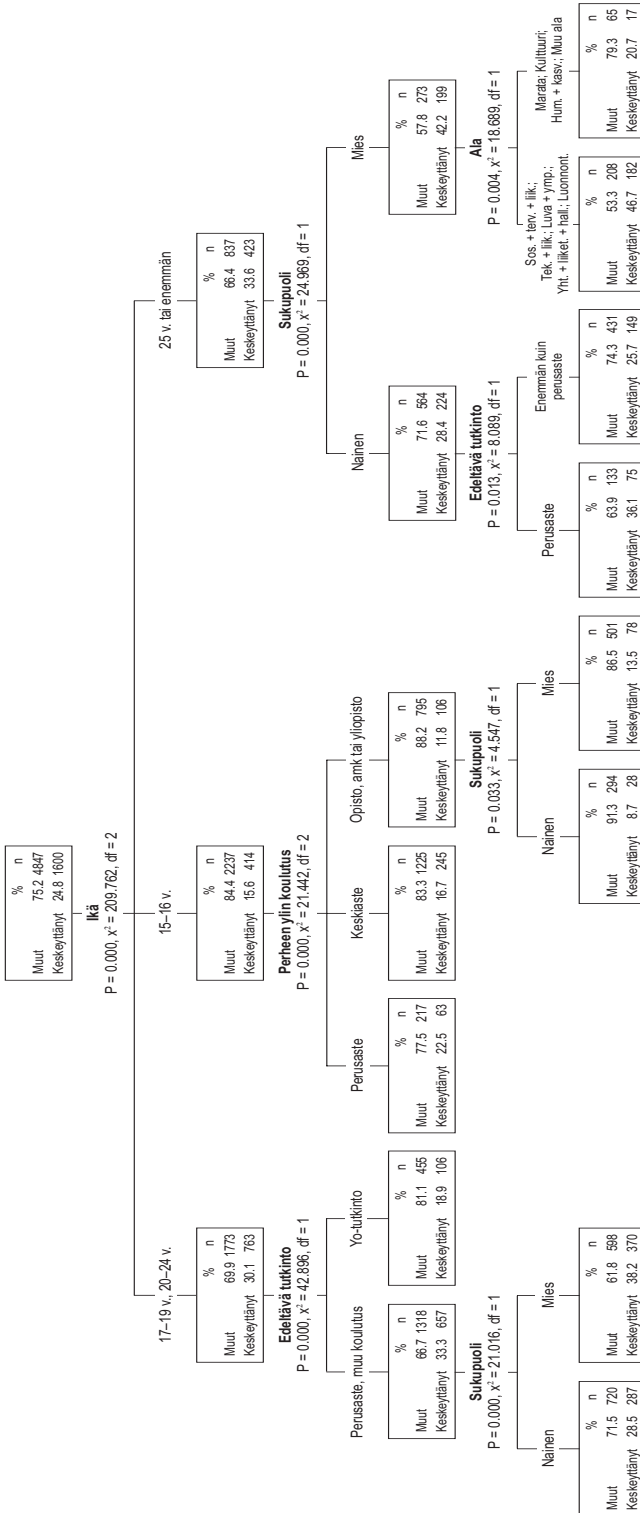 % n
Muut 75.2 4847
Keskeyttänyt 24.8 1600
Ikä
P = 0.000, x² = 209.762, df = 2
17–19 v., 20–24 v.
% n
Muut 69.9 1773
Keskeyttänyt 30.1 763
Edeltävä tutkinto
P = 0.000, x² = 42.896, df = 1
Perusaste, muu koulutus
% n
Muut 66.7 1318
Keskeyttänyt 33.3 657
Sukupuoli
P = 0.000, x² = 21.016, df = 1
Nainen
% n
Muut 71.5 720
Keskeyttänyt 28.5 287
Mies
% n
Muut 61.8 598
Keskeyttänyt 38.2 370
Yo-tutkinto
% n
Muut 81.1 455
Keskeyttänyt 18.9 106
15–16 v.
% n
Muut 84.4 2237
Keskeyttänyt 15.6 414
Perheen ylin koulutus
P = 0.000, x² = 21.442, df = 2
Perusaste
% n
Muut 77.5 217
Keskeyttänyt 22.5 63
Keskiaste
% n
Muut 83.3 1225
Keskeyttänyt 16.7 245
Opisto, amk tai yliopisto
% n
Muut 88.2 795
Keskeyttänyt 11.8 106
Sukupuoli
P = 0.033, x² = 4.547, df = 1
Nainen
% n
Muut 91.3 294
Keskeyttänyt 8.7 28
Mies
% n
Muut 86.5 501
Keskeyttänyt 13.5 78
25 v. tai enemmän
% n
Muut 66.4 837
Keskeyttänyt 33.6 423
Sukupuoli
P = 0.000, x² = 24.969, df = 1
Nainen
% n
Muut 71.6 564
Keskeyttänyt 28.4 224
Edeltävä tutkinto
P = 0.013, x² = 8.089, df = 1
Perusaste
% n
Muut 63.9 133
Keskeyttänyt 36.1 75
Enemmän kuin
perusaste
% n
Muut 74.3 431
Keskeyttänyt 25.7 149
Mies
% n
Muut 57.8 273
Keskeyttänyt 42.2 199
Ala
P = 0.004, x² = 18.689, df = 1
Sos. + terv. + liik.;
Tek. + liik.; Luva + ymp.;
Yht. + liiket. + hall.; Luonnont.
% n
Muut 53.3 208
Keskeyttänyt 46.7 182
Marata; Kulttuuri;
Hum. + kasv.; Muu ala
% n
Muut 79.3 65
Keskeyttänyt 20.7 17